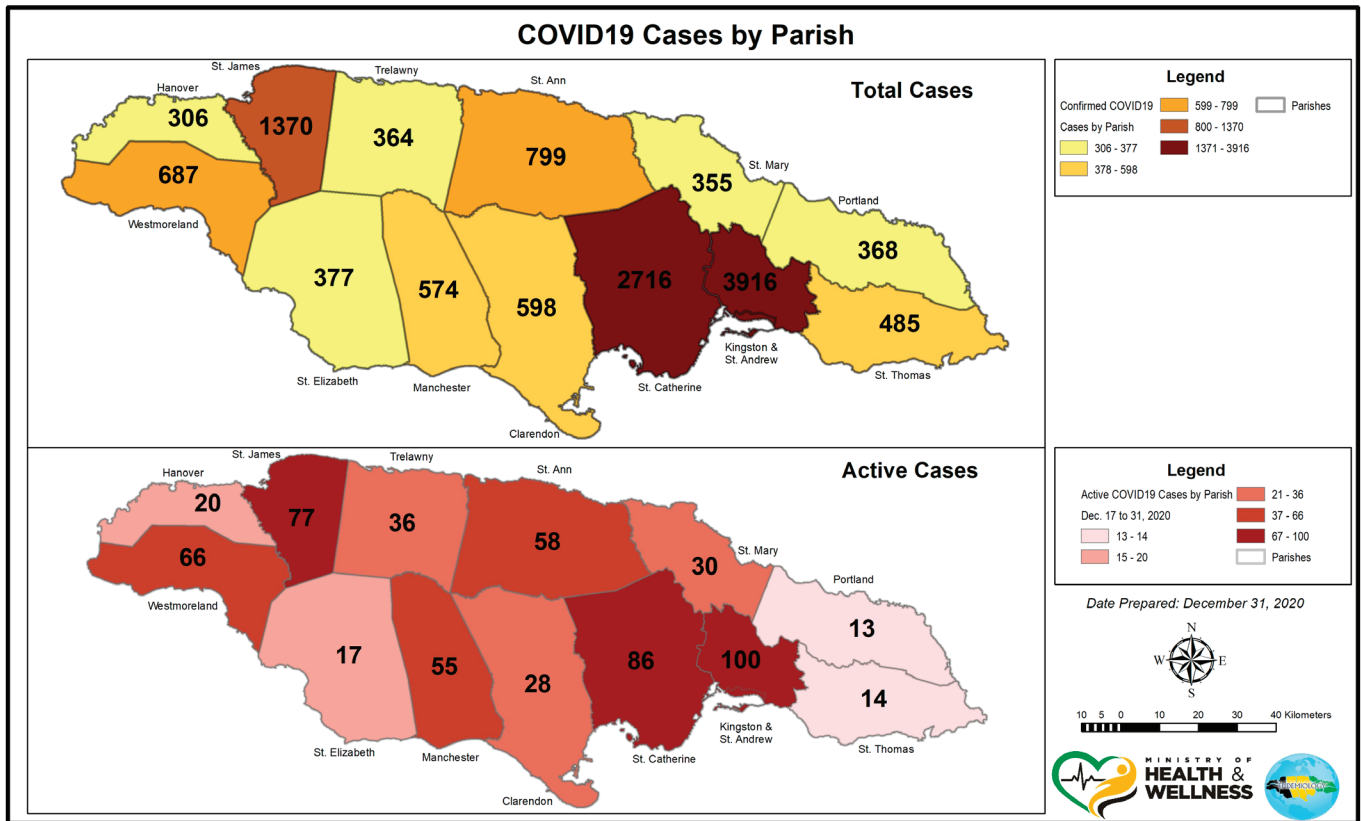 COVID19 Cases by Parish
Total Cases
St. James
Trelawny
St. Ann
Hanover
306
1370
364
799
687
355
St. Mary
Portland
Westmoreland
368
377
574
598
2716
3916
485
Kingston &
St. Andrew
St. Elizabeth
Manchester
St. Catherine
St. Thomas
Clarendon
Legend
Confirmed COVID19
Cases by Parish
306 - 377
378 - 598
599 - 799
800 - 1370
1371 - 3916
Parishes
Active Cases
St. James
Trelawny
St. Ann
Hanover
20
77
36
58
66
30
St. Mary
Portland
Westmoreland
13
17
55
28
86
100
14
Kingston &
St. Andrew
St. Elizabeth
Manchester
St. Catherine
St. Thomas
Clarendon
Legend
Active COVID19 Cases by Parish
Dec. 17 to 31, 2020
13 - 14
15 - 20
21 - 36
37 - 66
67 - 100
Parishes
Date Prepared: December 31, 2020
N
W E
S
10 5 0 10 20 30 40 Kilometers
MINISTRY OF
HEALTH &
WELLNESS
EPIDEMIOLOGY